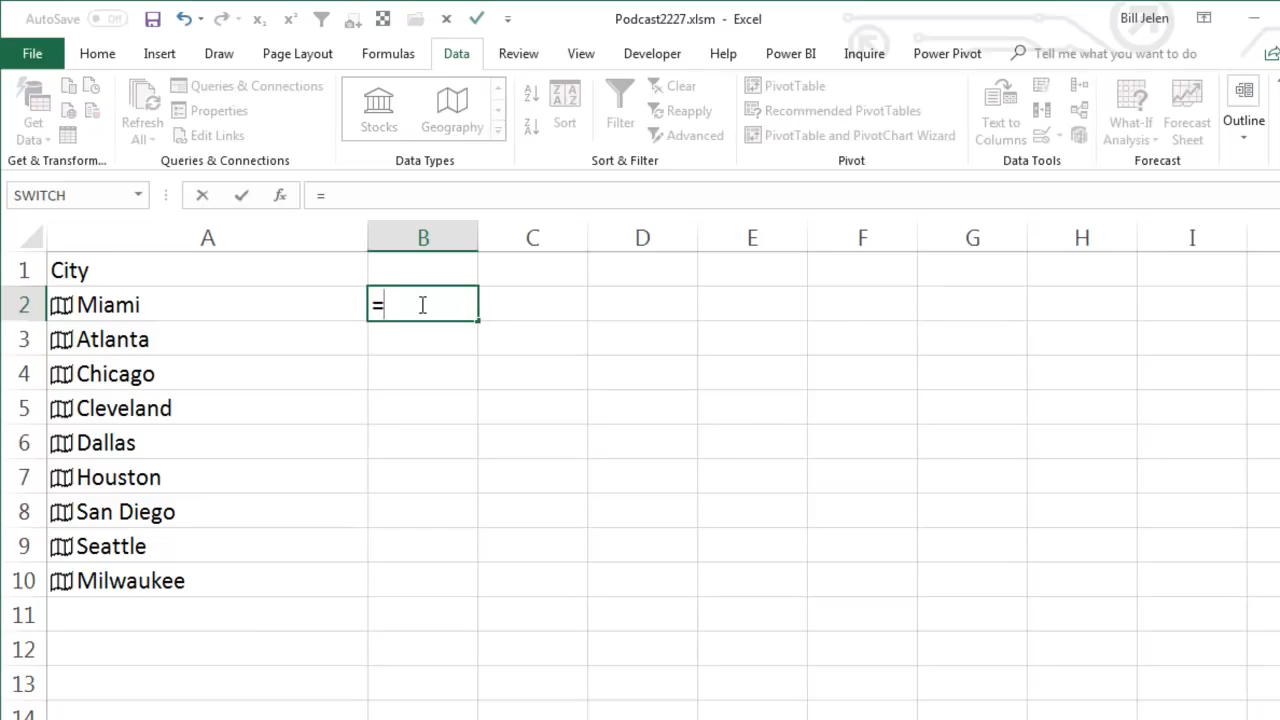 AutoSave Off Podcast2227.xlsm - Excel Bill Jelen
File Home Insert Draw Page Layout Formulas Data Review View Developer Help Power BI Inquire Power Pivot Tell me what you want to do
Get Data Refresh All Queries & Connections Properties Edit Links
Stocks Geography
Sort Filter Clear Reapply Advanced
PivotTable Recommended PivotTables PivotTable and PivotChart Wizard
Text to Columns What-If Analysis Forecast Sheet Outline
Get & Transform... Queries & Connections Data Types Sort & Filter Pivot Data Tools Forecast
SWITCH fx =
A B C D E F G H I
1 City
2 Miami =
3 Atlanta
4 Chicago
5 Cleveland
6 Dallas
7 Houston
8 San Diego
9 Seattle
10 Milwaukee
11
12
13
14